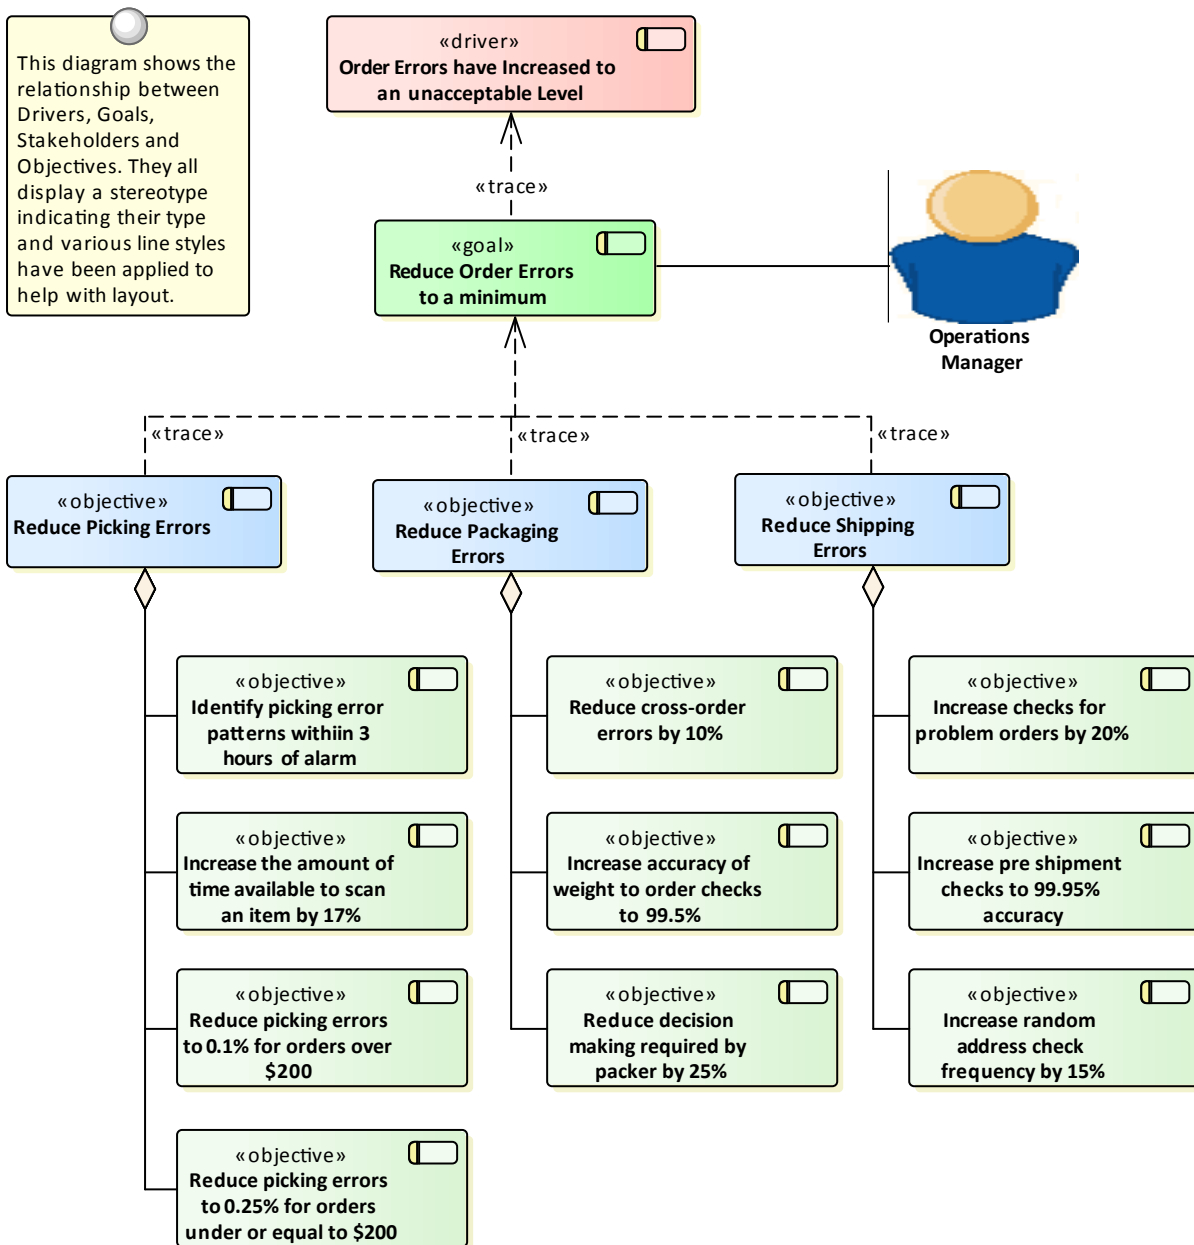 This diagram shows the
relationship between
Drivers, Goals,
Stakeholders and
Objectives. They all
display a stereotype
indicating their type
and various line styles
have been applied to
help with layout.
«driver»
Order Errors have Increased to
an unacceptable Level
«trace»
«goal»
Reduce Order Errors
to a minimum
Operations
Manager
«trace»
«trace»
«trace»
«objective»
Reduce Picking Errors
«objective»
Reduce Packaging
Errors
«objective»
Reduce Shipping
Errors
«objective»
Identify picking error
patterns withiin 3
hours of alarm
«objective»
Reduce cross-order
errors by 10%
«objective»
Increase checks for
problem orders by 20%
«objective»
Increase the amount of
time available to scan
an item by 17%
«objective»
Increase accuracy of
weight to order checks
to 99.5%
«objective»
Increase pre shipment
checks to 99.95%
accuracy
«objective»
Reduce picking errors
to 0.1% for orders over
$200
«objective»
Reduce decision
making required by
packer by 25%
«objective»
Increase random
address check
frequency by 15%
«objective»
Reduce picking errors
to 0.25% for orders
under or equal to $200